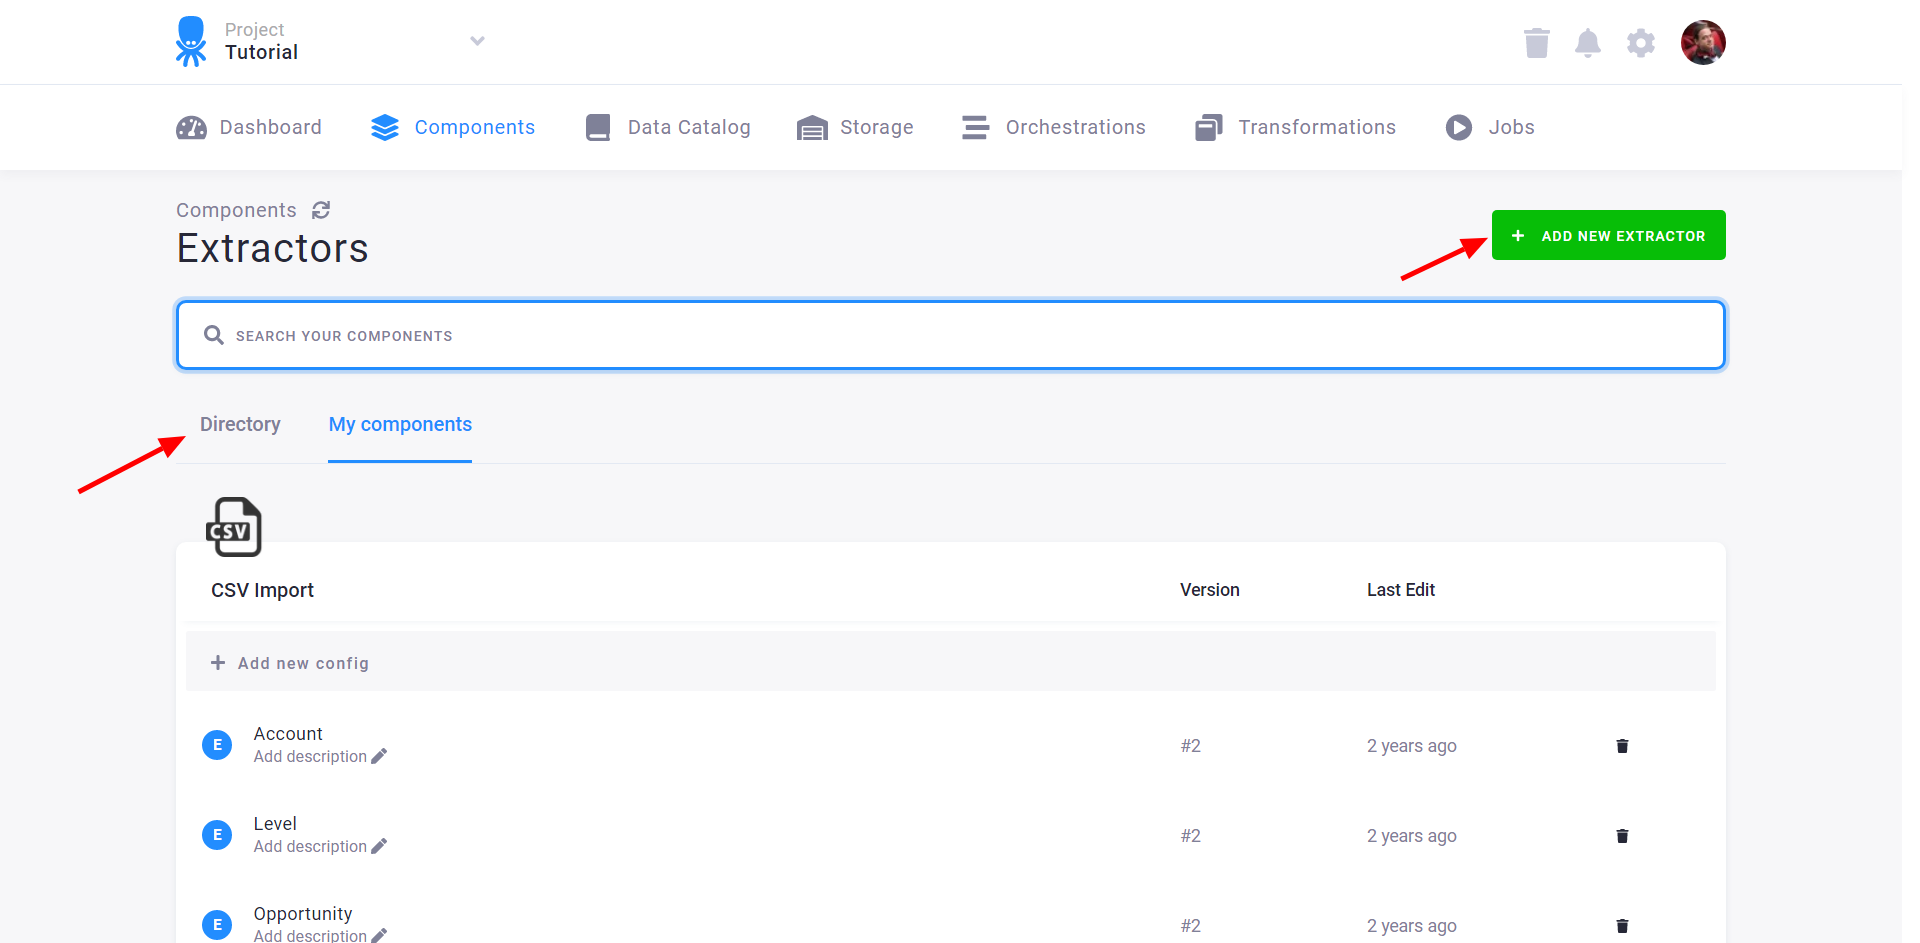 Project
Tutorial
Dashboard Components Data Catalog Storage Orchestrations Transformations Jobs
Components
Extractors
+ ADD NEW EXTRACTOR
SEARCH YOUR COMPONENTS
Directory My components
CSV
CSV Import Version Last Edit
+ Add new config
E Account #2 2 years ago
Add description
E Level #2 2 years ago
Add description
E Opportunity #2 2 years ago
Add description